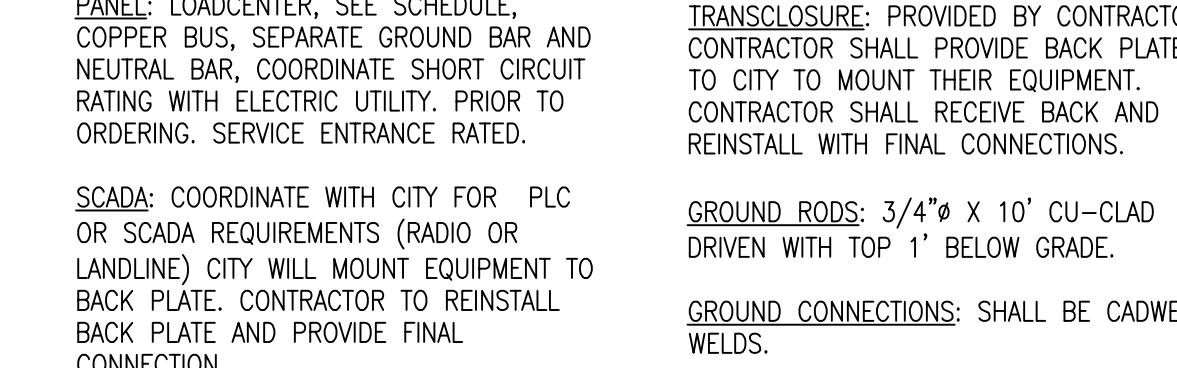 PANEL: LOADCENTER, SEE SCHEDULE,
COPPER BUS, SEPARATE GROUND BAR AND
NEUTRAL BAR, COORDINATE SHORT CIRCUIT
RATING WITH ELECTRIC UTILITY. PRIOR TO
ORDERING. SERVICE ENTRANCE RATED.
SCADA: COORDINATE WITH CITY FOR PLC
OR SCADA REQUIREMENTS (RADIO OR
LANDLINE) CITY WILL MOUNT EQUIPMENT TO
BACK PLATE. CONTRACTOR TO REINSTALL
BACK PLATE AND PROVIDE FINAL
CONNECTION
TRANSCLOSURE: PROVIDED BY CONTRACTO
CONTRACTOR SHALL PROVIDE BACK PLATE
TO CITY TO MOUNT THEIR EQUIPMENT.
CONTRACTOR SHALL RECEIVE BACK AND
REINSTALL WITH FINAL CONNECTIONS.
GROUND RODS: 3/4"ø X 10' CU-CLAD
DRIVEN WITH TOP 1' BELOW GRADE.
GROUND CONNECTIONS: SHALL BE CADWE
WELDS.